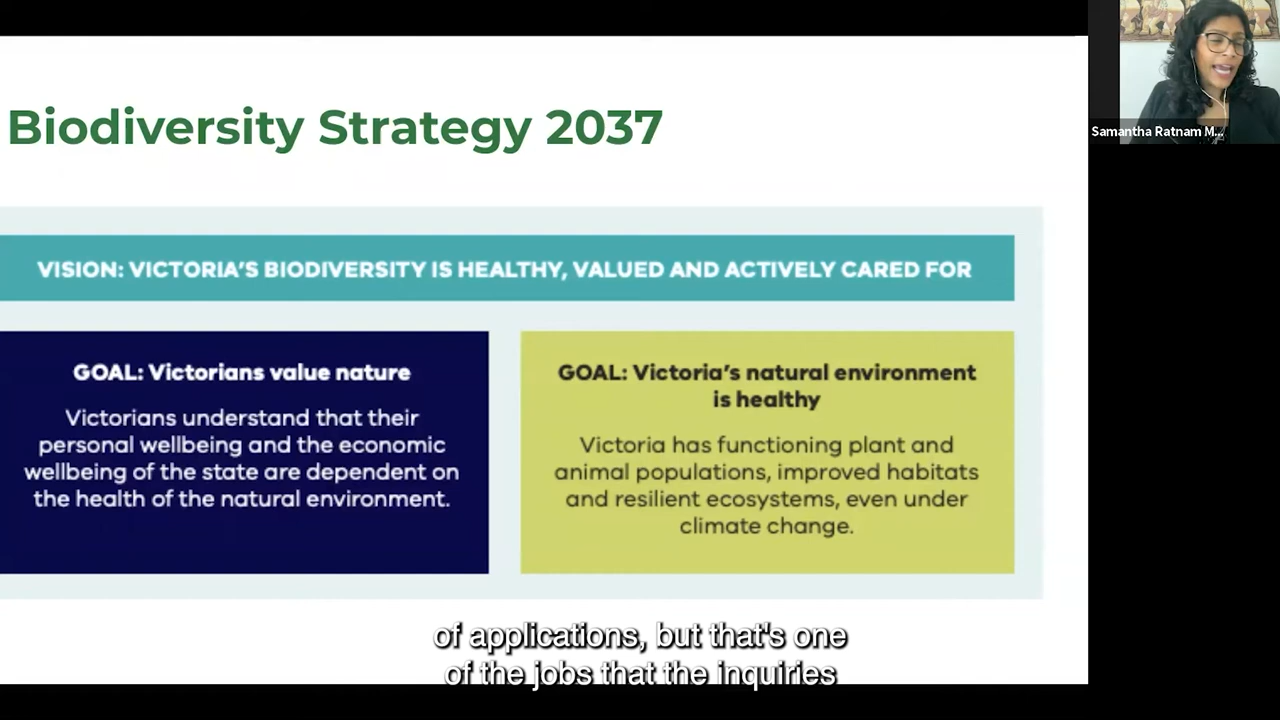 Biodiversity Strategy 2037
Samantha Ratnam M...
VISION: VICTORIA'S BIODIVERSITY IS HEALTHY, VALUED AND ACTIVELY CARED FOR
GOAL: Victorians value nature
Victorians understand that their
personal wellbeing and the economic
wellbeing of the state are dependent on
the health of the natural environment.
GOAL: Victoria's natural environment
is healthy
Victoria has functioning plant and
animal populations, improved habitats
and resilient ecosystems, even under
climate change.
of applications, but that's one
of the jobs that the inquiries